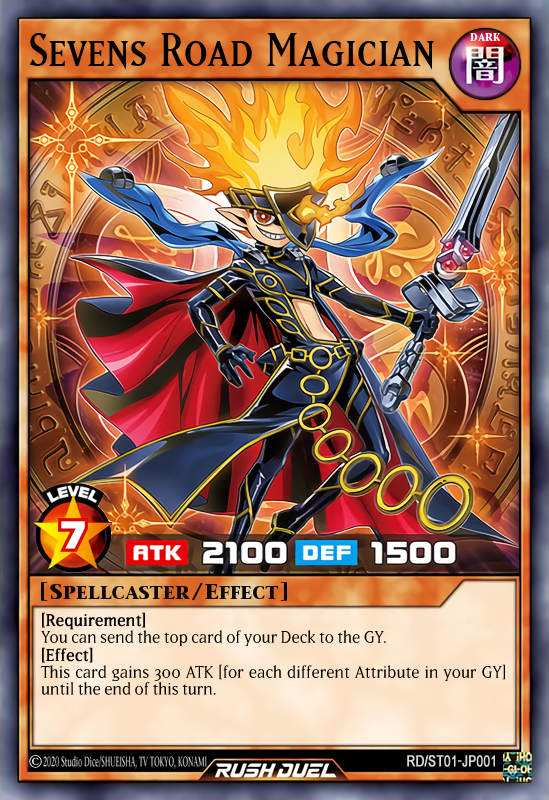 Sevens Road Magician
DARK
闇
LEVEL
7
ATK 2100 DEF 1500
[Spellcaster/Effect]
[Requirement]
You can send the top card of your Deck to the GY.
[Effect]
This card gains 300 ATK [for each different Attribute in your GY]
until the end of this turn.
©2020 Studio Dice/SHUEISHA, TV TOKYO, KONAMI
RUSH DUEL
RD/ST01-JP001